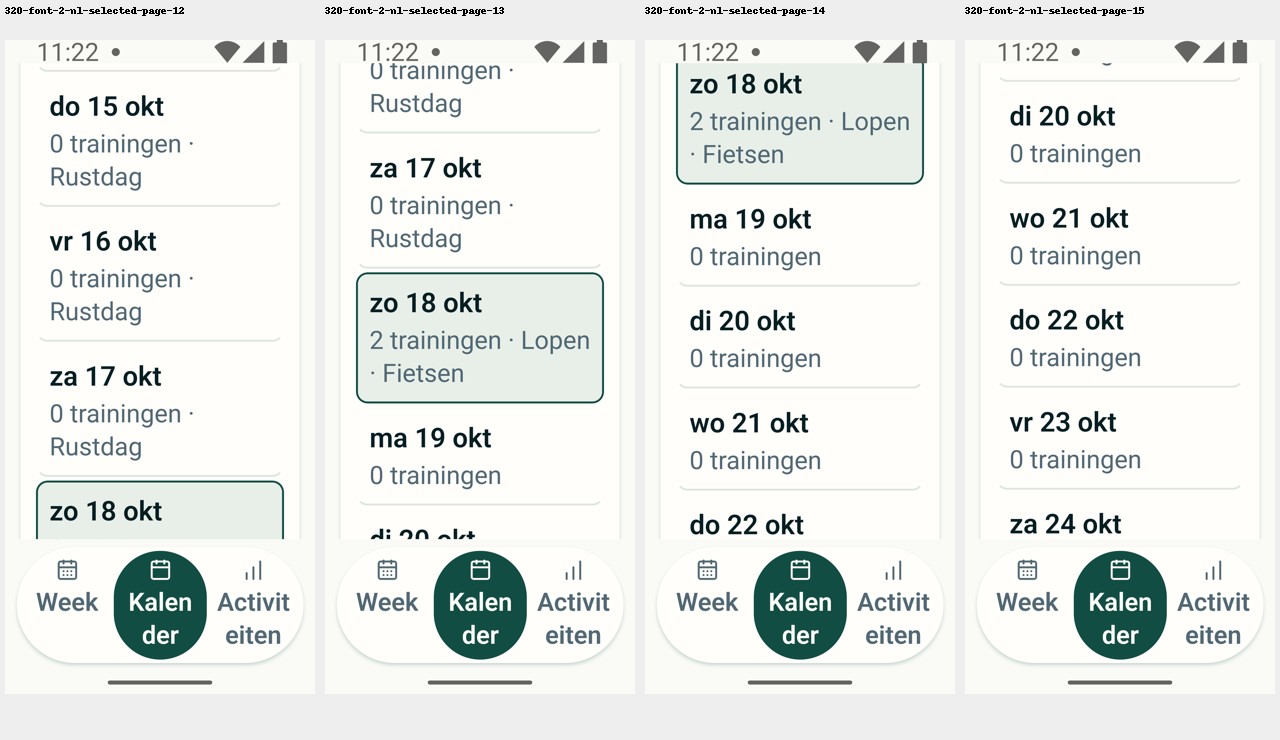 320-font-2-nl-selected-page-12
11:22
do 15 okt
0 trainingen ·
Rustdag
vr 16 okt
0 trainingen ·
Rustdag
za 17 okt
0 trainingen ·
Rustdag
zo 18 okt
Week
Kalen
der
Activit
eiten
320-font-2-nl-selected-page-13
11:22
0 trainingen ·
Rustdag
za 17 okt
0 trainingen ·
Rustdag
zo 18 okt
2 trainingen · Lopen
· Fietsen
ma 19 okt
0 trainingen
di 20 okt
Week
Kalen
der
Activit
eiten
320-font-2-nl-selected-page-14
11:22
zo 18 okt
2 trainingen · Lopen
· Fietsen
ma 19 okt
0 trainingen
di 20 okt
0 trainingen
wo 21 okt
0 trainingen
do 22 okt
Week
Kalen
der
Activit
eiten
320-font-2-nl-selected-page-15
11:22
di 20 okt
0 trainingen
wo 21 okt
0 trainingen
do 22 okt
0 trainingen
vr 23 okt
0 trainingen
za 24 okt
Week
Kalen
der
Activit
eiten